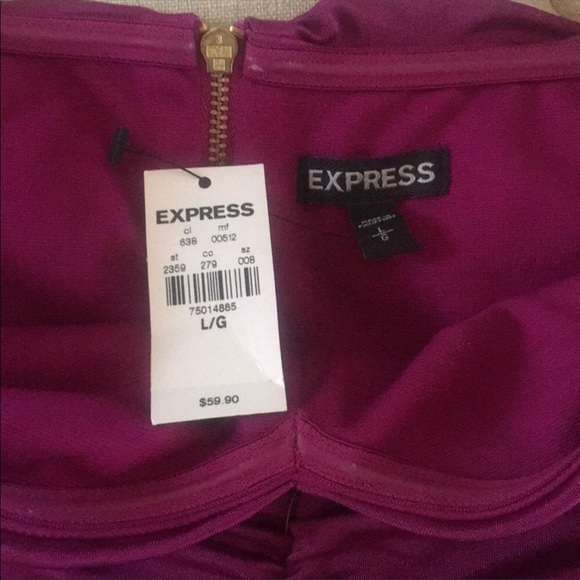 EXPRESS
cl mf
638 00512
st co sz
2359 279 008
75014885
L/G
$59.90
EXPRESS
L
G